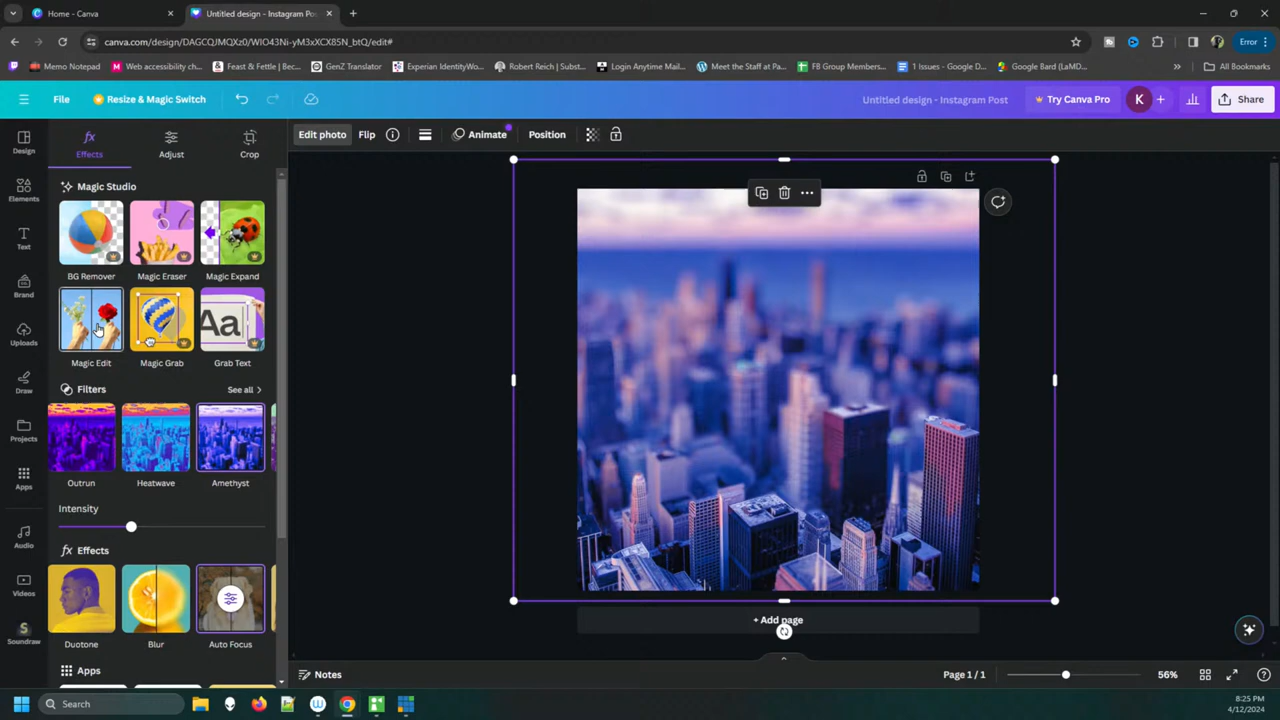 Home - Canva
Untitled design - Instagram Po
canva.com/design/DAGCQJMQXz0/WIO43Ni-yM3xXCX85N_btQ/edit#
Error
Memo Notepad
Web accessibility ch...
Feast & Fettle | Bec...
GenZ Translator
Experian IdentityWo...
Robert Reich | Subst...
Login Anytime Mail...
Meet the Staff at Pa...
FB Group Members...
1 Issues - Google D...
Google Bard (LaMD...
All Bookmarks
File
Resize & Magic Switch
Untitled design - Instagram Post
Try Canva Pro
K
Share
Design
Elements
Text
Brand
Uploads
Draw
Projects
Apps
Audio
Videos
Soundraw
Effects
Adjust
Crop
Edit photo
Flip
Animate
Position
Magic Studio
BG Remover
Magic Eraser
Magic Expand
Aa
Magic Edit
Magic Grab
Grab Text
Filters
See all
Outrun
Heatwave
Amethyst
Intensity
fx Effects
Duotone
Blur
Auto Focus
Apps
+ Add page
Notes
Page 1 / 1
56%
Search
8:25 PM
4/12/2024